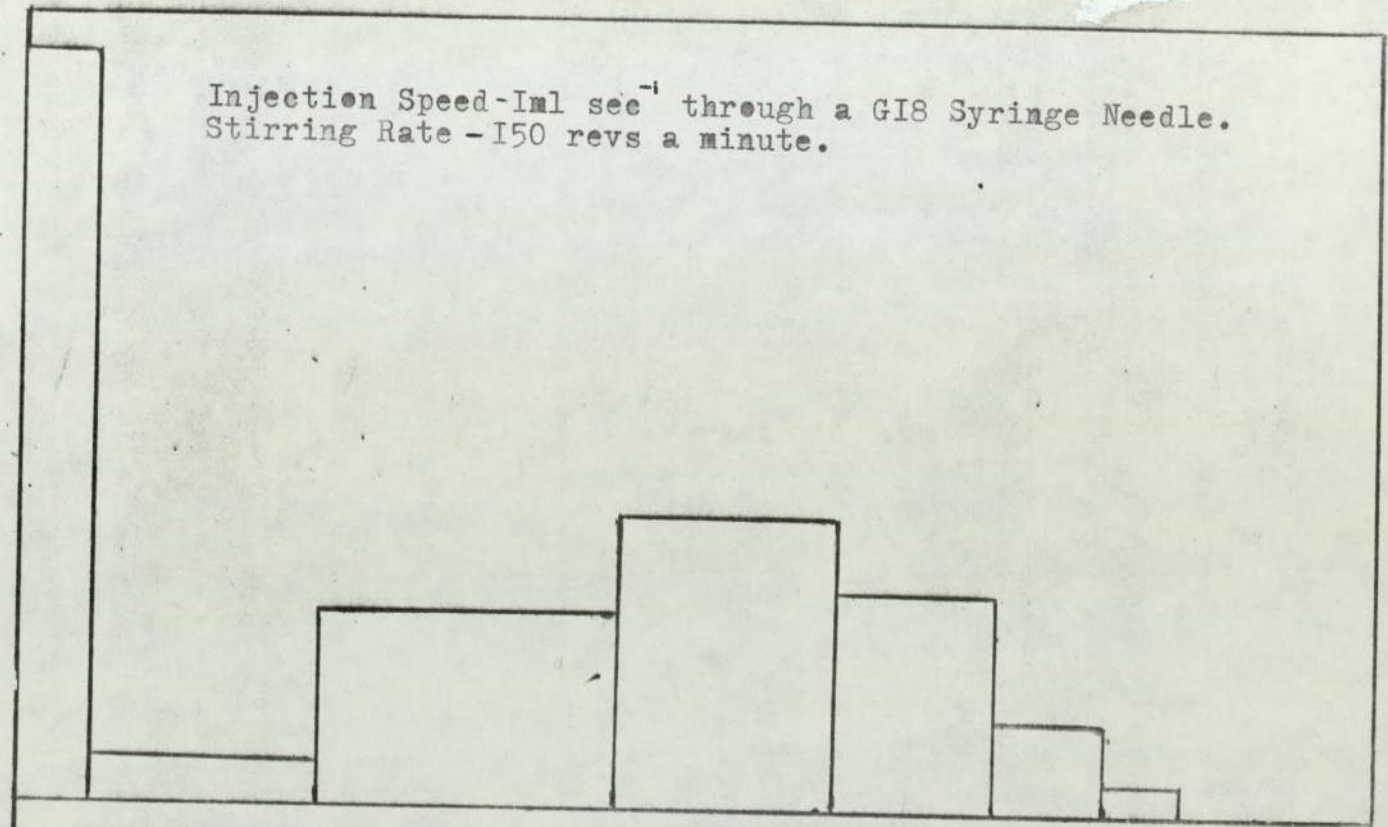 Injection Speed-Iml sec⁻¹ through a GI8 Syringe Needle.
Stirring Rate -I50 revs a minute.